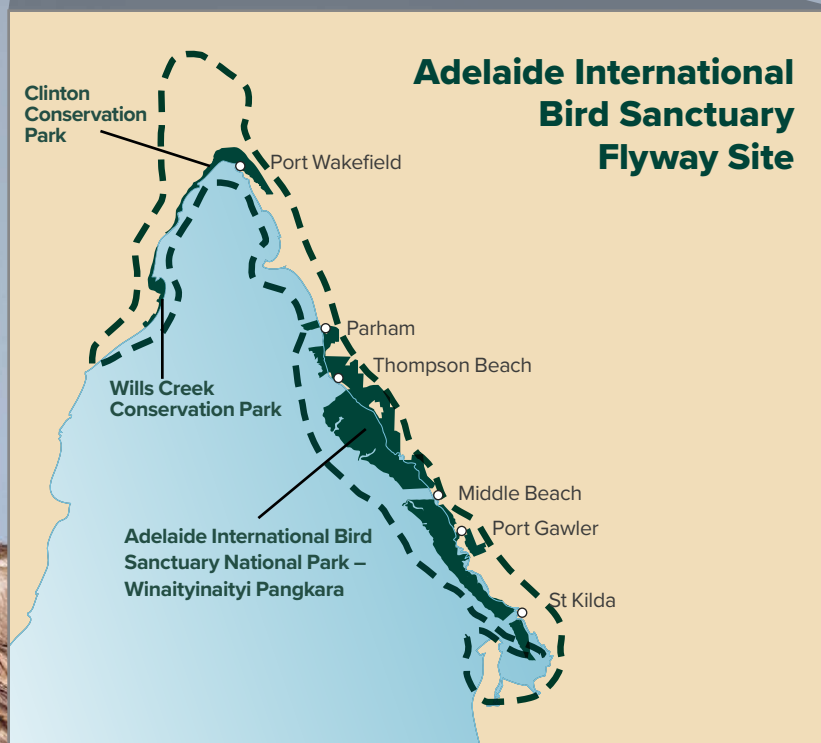 Adelaide International
Bird Sanctuary
Flyway Site
Clinton
Conservation
Park
Port Wakefield
Parham
Thompson Beach
Wills Creek
Conservation Park
Middle Beach
Port Gawler
Adelaide International Bird
Sanctuary National Park –
Winaityinaityi Pangkara
St Kilda